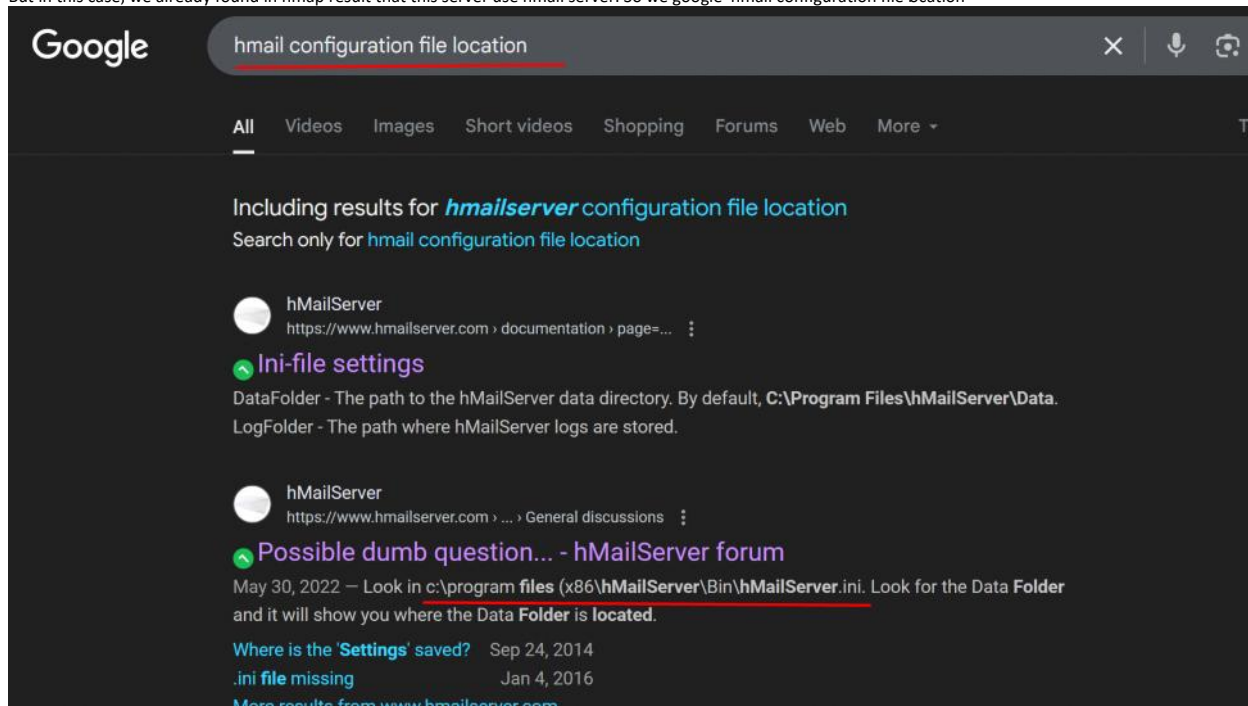 But in this case, we already found in nmap result that this server use hmail server. So we google hmail configuration file
Google
hmail configuration file location
All Videos Images Short videos Shopping Forums Web More
T
Including results for hmailserver configuration file location
Search only for hmail configuration file location
hMailServer
https://www.hmailserver.com › documentation › page=...
Ini-file settings
DataFolder - The path to the hMailServer data directory. By default, C:\Program Files\hMailServer\Data.
LogFolder - The path where hMailServer logs are stored.
hMailServer
https://www.hmailserver.com › ... › General discussions
Possible dumb question... - hMailServer forum
May 30, 2022 — Look in c:\program files (x86\hMailServer\Bin\hMailServer.ini. Look for the Data Folder
and it will show you where the Data Folder is located.
Where is the 'Settings' saved? Sep 24, 2014
.ini file missing Jan 4, 2016
More results from www.hmailserver.com